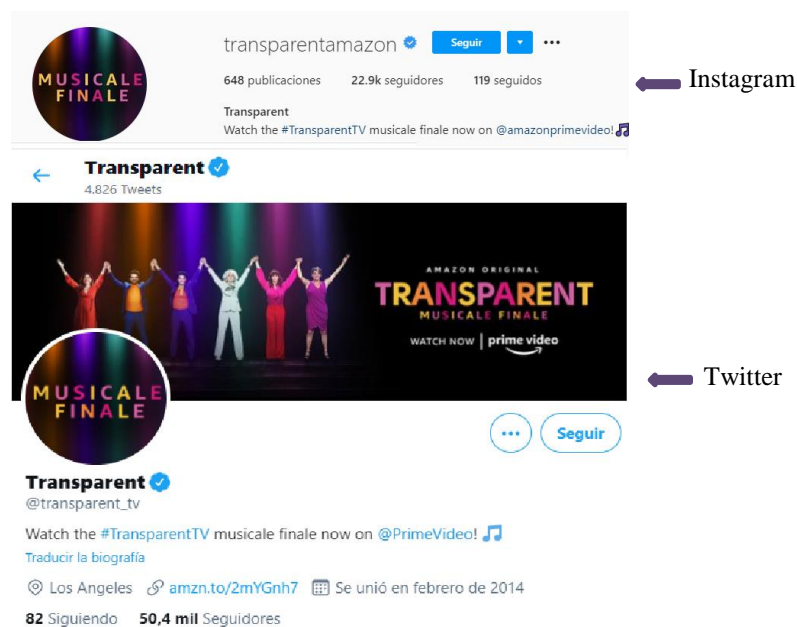 MUSICALE
FINALE
transparentamazon Seguir
648 publicaciones 22.9k seguidores 119 seguidos
Transparent
Watch the #TransparentTV musicale finale now on @amazonprimevideo!
Instagram
Transparent
4.826 Tweets
AMAZON ORIGINAL
TRANSPARENT
MUSICALE FINALE
WATCH NOW | prime video
Twitter
MUSICALE
FINALE
Seguir
Transparent
@transparent_tv
Watch the #TransparentTV musicale finale now on @PrimeVideo!
Traducir la biografía
Los Angeles amzn.to/2mYGnh7 Se unió en febrero de 2014
82 Siguiendo 50,4 mil Seguidores